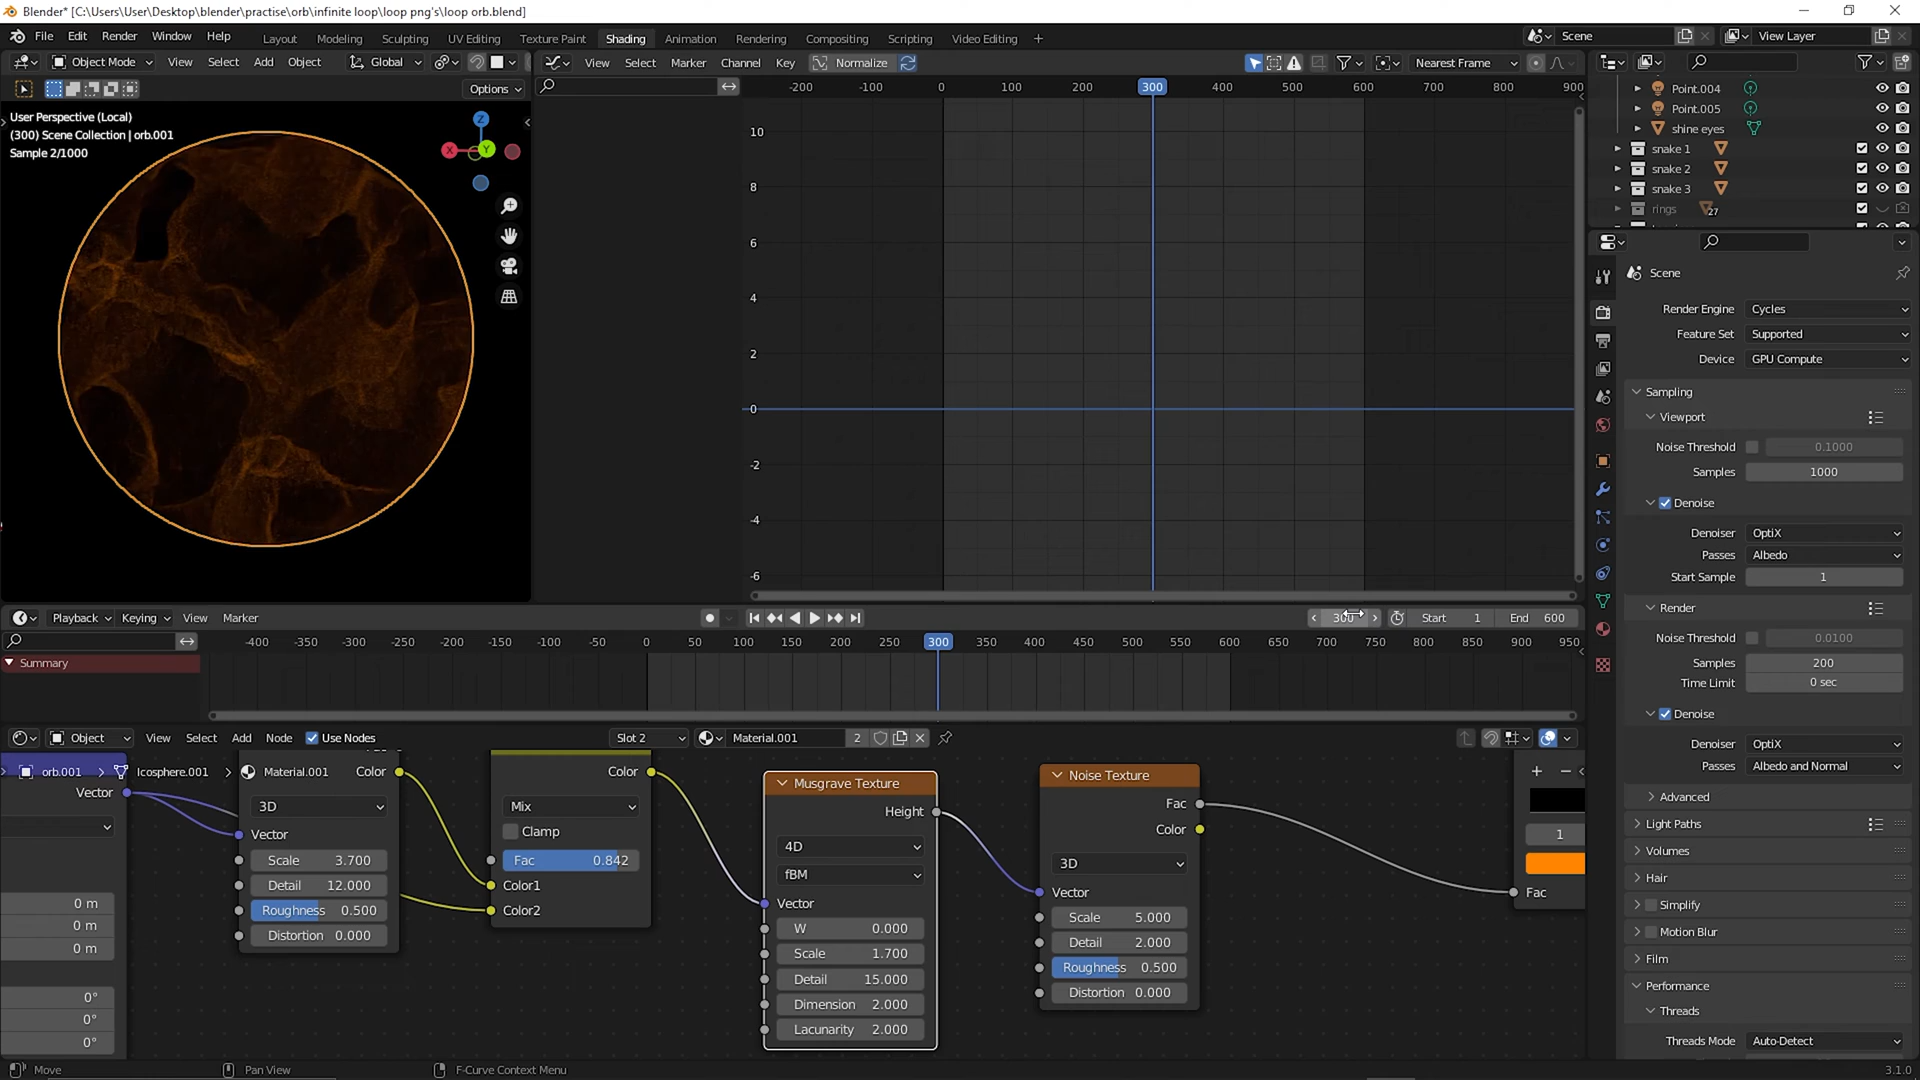 Blender* [C:\Users\User\Desktop\blender\practise\orb\infinite loop\loop png's\loop orb.blend]
File Edit Render Window Help Layout Modeling Sculpting UV Editing Texture Paint Shading Animation Rendering Compositing Scripting Video Editing + Scene View Layer
Object Mode View Select Add Object Global View Select Marker Channel Key Normalize Nearest Frame
Options
-200 -100 0 100 200 300 400 500 600 700 800 900
User Perspective (Local)
(300) Scene Collection | orb.001
Sample 2/1000
Z
X
Y
10
8
6
4
2
0
-2
-4
-6
Point.004
Point.005
shine eyes
snake 1
snake 2
snake 3
rings 27
Scene
Render Engine Cycles
Feature Set Supported
Device GPU Compute
Sampling
Viewport
Noise Threshold 0.1000
Samples 1000
Denoise
Denoiser OptiX
Passes Albedo
Start Sample 1
Render
Noise Threshold 0.0100
Samples 200
Time Limit 0 sec
Denoise
Denoiser OptiX
Passes Albedo and Normal
Advanced
Light Paths
Volumes
Hair
Simplify
Motion Blur
Film
Performance
Threads
Threads Mode Auto-Detect
Playback Keying View Marker 300 Start 1 End 600
-400 -350 -300 -250 -200 -150 -100 -50 0 50 100 150 200 250 300 350 400 450 500 550 600 650 700 750 800 850 900 950
Summary
Object View Select Add Node Use Nodes Slot 2 Material.001 2
orb.001 Icosphere.001 Material.001
Vector
0 m
0 m
0 m
0°
0°
0°
Color
3D
Vector
Scale 3.700
Detail 12.000
Roughness 0.500
Distortion 0.000
Color
Mix
Clamp
Fac 0.842
Color1
Color2
Musgrave Texture
Height
4D
fBM
Vector
W 0.000
Scale 1.700
Detail 15.000
Dimension 2.000
Lacunarity 2.000
Noise Texture
Fac
Color
3D
Vector
Scale 5.000
Detail 2.000
Roughness 0.500
Distortion 0.000
1
Fac
Move Pan View F-Curve Context Menu 3.1.0